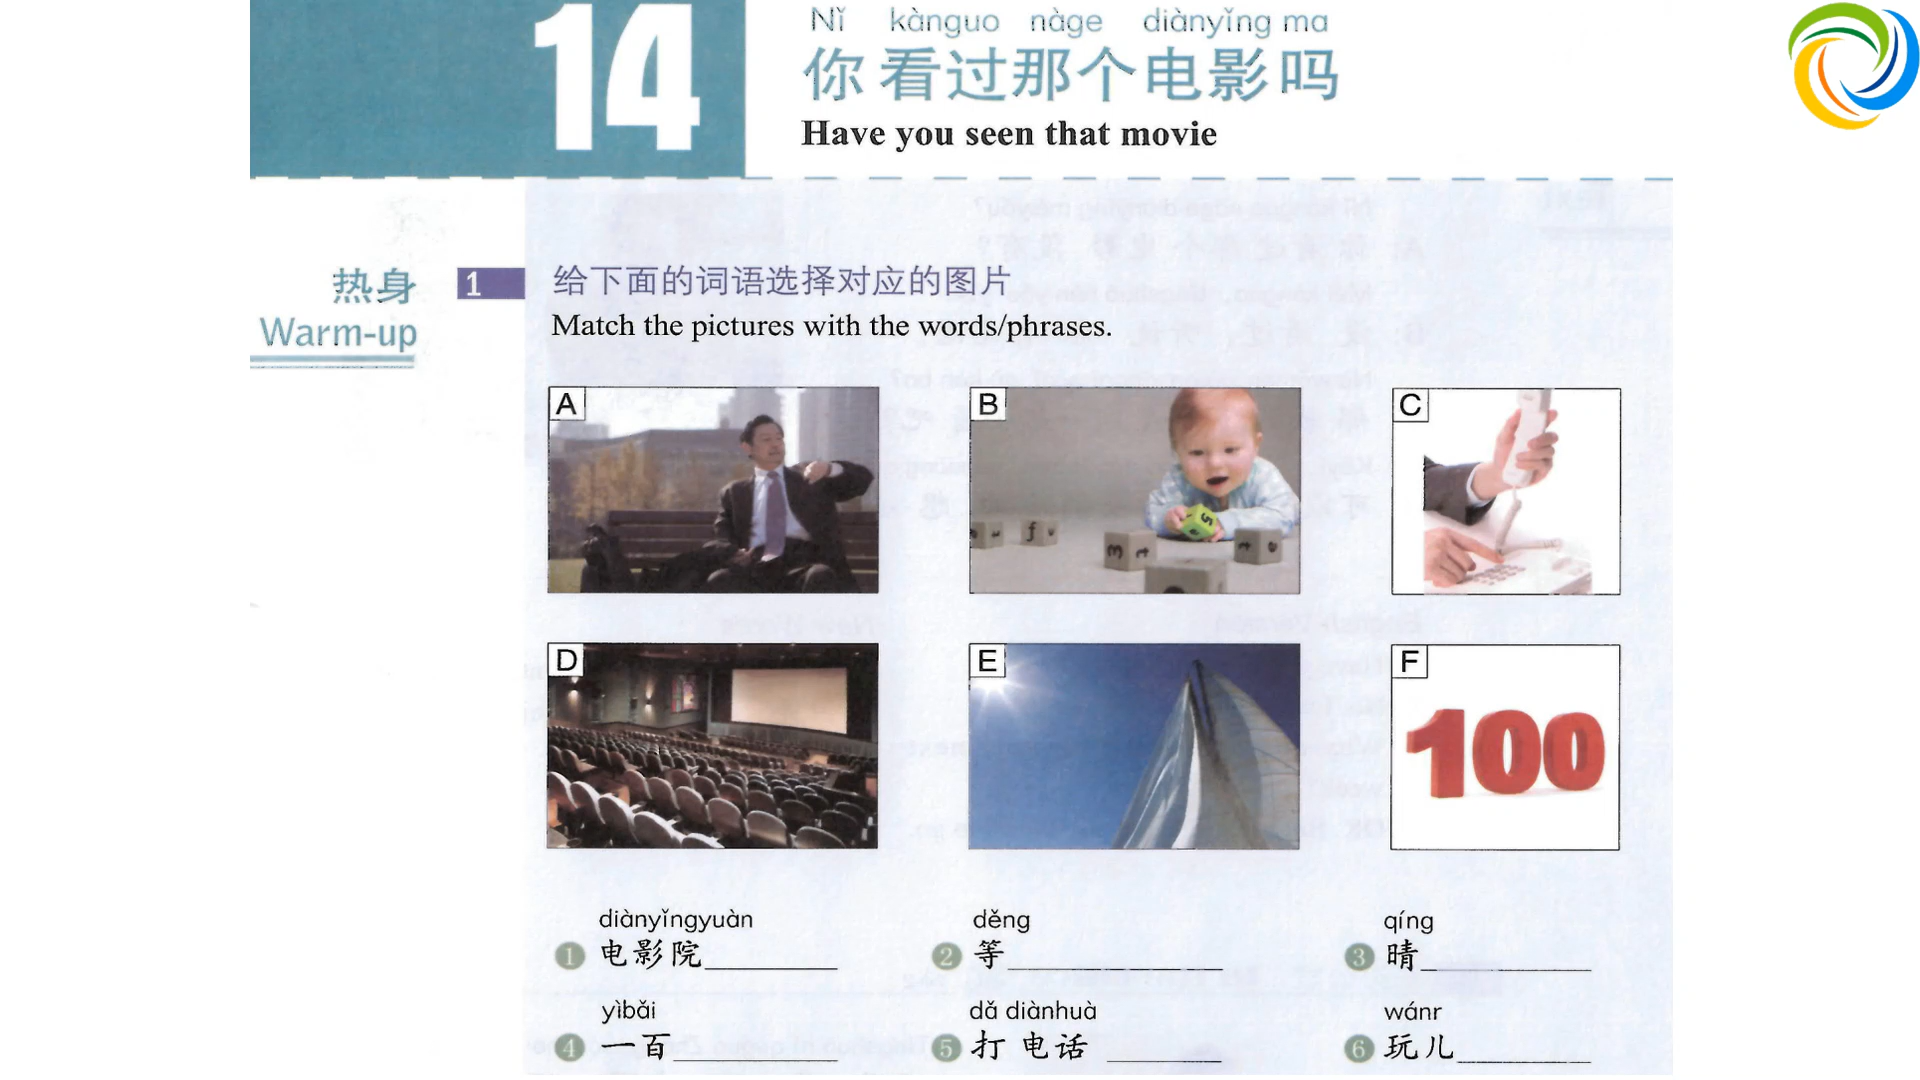 14
Nǐ kànguo nàge diànyǐng ma
你看过那个电影吗
Have you seen that movie
热身
Warm-up
1
给下面的词语选择对应的图片
Match the pictures with the words/phrases.
A
B
C
D
E
F
100
diànyǐngyuàn
1 电影院
děng
2 等
qíng
3 晴
yìbǎi
4 一百
dǎ diànhuà
5 打电话
wánr
6 玩儿